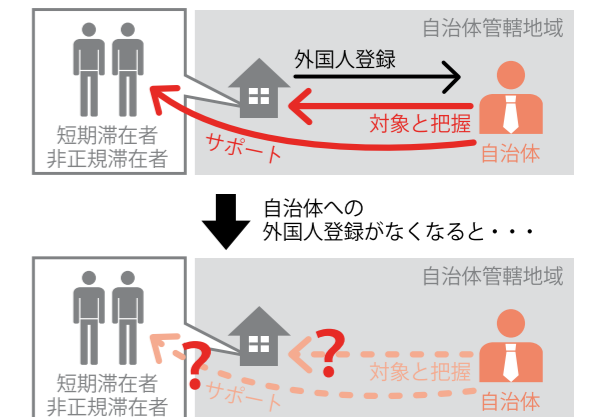 自治体管轄地域
外国人登録
対象と把握
サポート
自治体
短期滞在者
非正規滞在者
自治体への
外国人登録がなくなると・・・
自治体管轄地域
?
?
対象と把握
サポート
自治体
短期滞在者
非正規滞在者